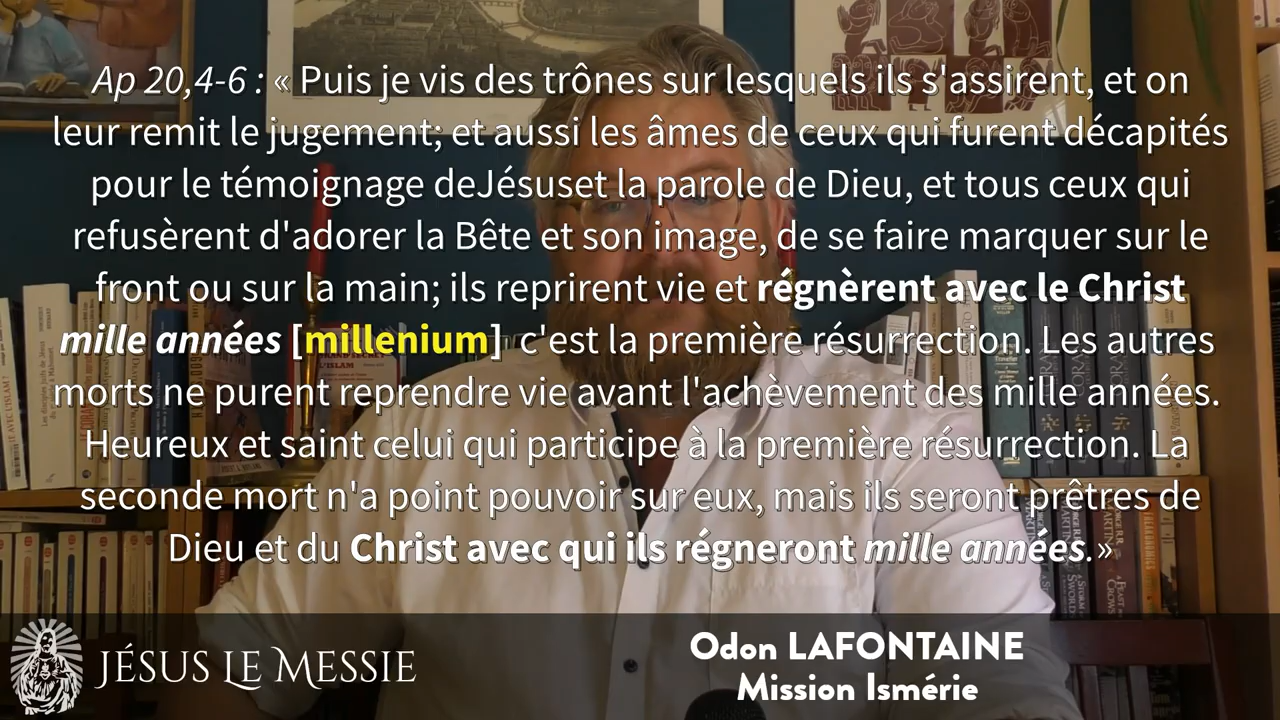 Ap 20,4-6 : « Puis je vis des trônes sur lesquels ils s'assirent, et on
leur remit le jugement; et aussi les âmes de ceux qui furent décapités
pour le témoignage deJésuset la parole de Dieu, et tous ceux qui
refusèrent d'adorer la Bête et son image, de se faire marquer sur le
front ou sur la main; ils reprirent vie et régnèrent avec le Christ
mille années [millenium] c'est la première résurrection. Les autres
morts ne purent reprendre vie avant l'achèvement des mille années.
Heureux et saint celui qui participe à la première résurrection. La
seconde mort n'a point pouvoir sur eux, mais ils seront prêtres de
Dieu et du Christ avec qui ils régneront mille années.»
JÉSUS LE MESSIE
Odon LAFONTAINE
Mission Ismérie